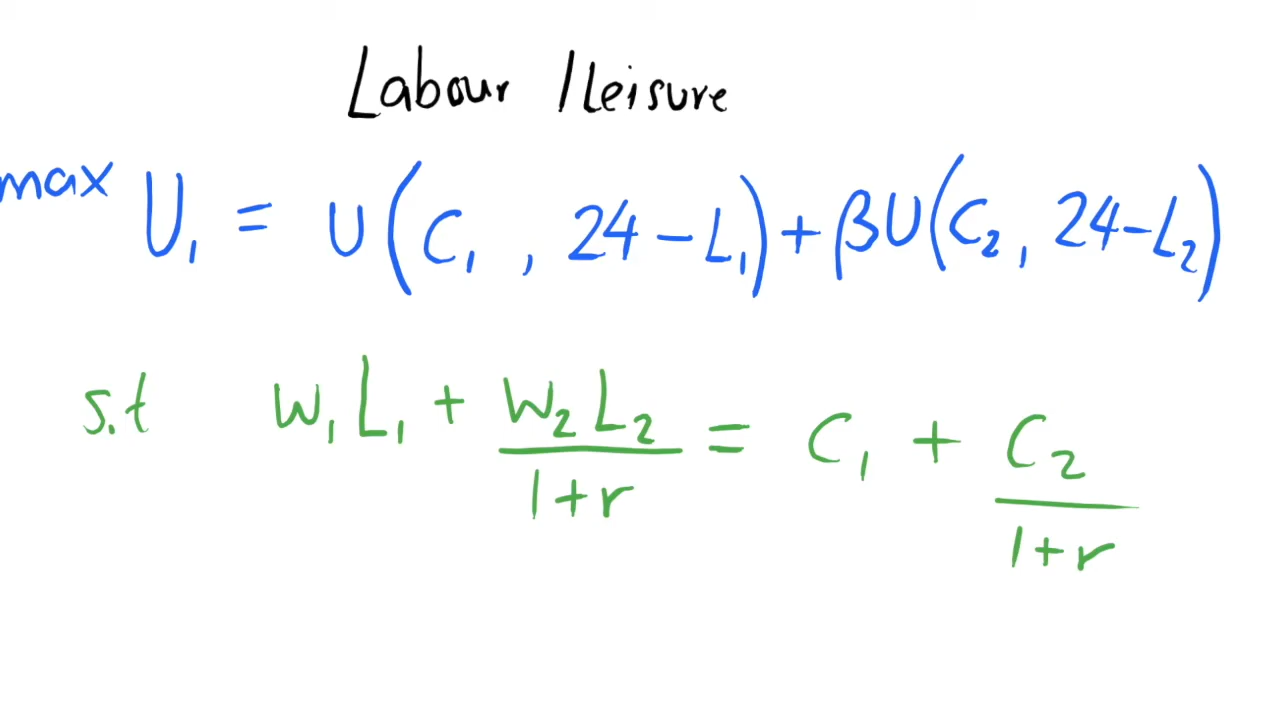 Labour / Leisure
max U₁ = U(C₁, 24-L₁) + βU(C₂, 24-L₂)
s.t w₁L₁ + w₂L₂/1+r = C₁ + C₂/1+r